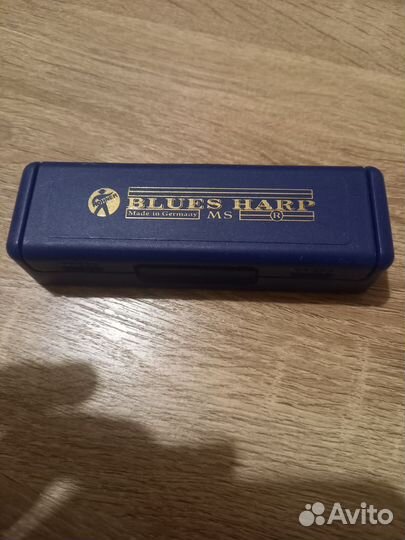 BLUES HARP
Made in Germany MS ®
Avito